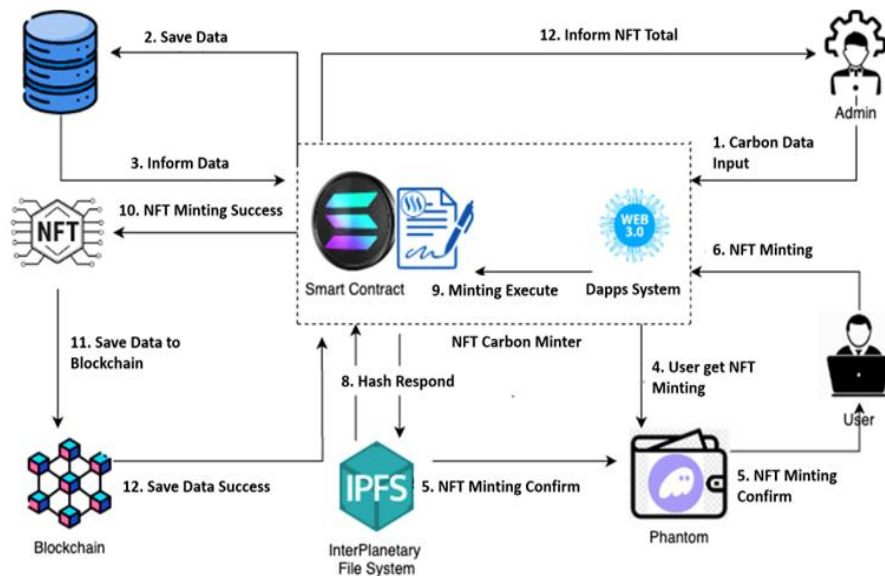 2. Save Data
12. Inform NFT Total
Admin
1. Carbon Data
Input
3. Inform Data
10. NFT Minting Success
NFT
WEB
3.0
6. NFT Minting
Smart Contract
9. Minting Execute
Dapps System
NFT Carbon Minter
11. Save Data to
Blockchain
8. Hash Respond
4. User get NFT
Minting
User
12. Save Data Success
IPFS
5. NFT Minting Confirm
5. NFT Minting
Confirm
Blockchain
InterPlanetary
File System
Phantom